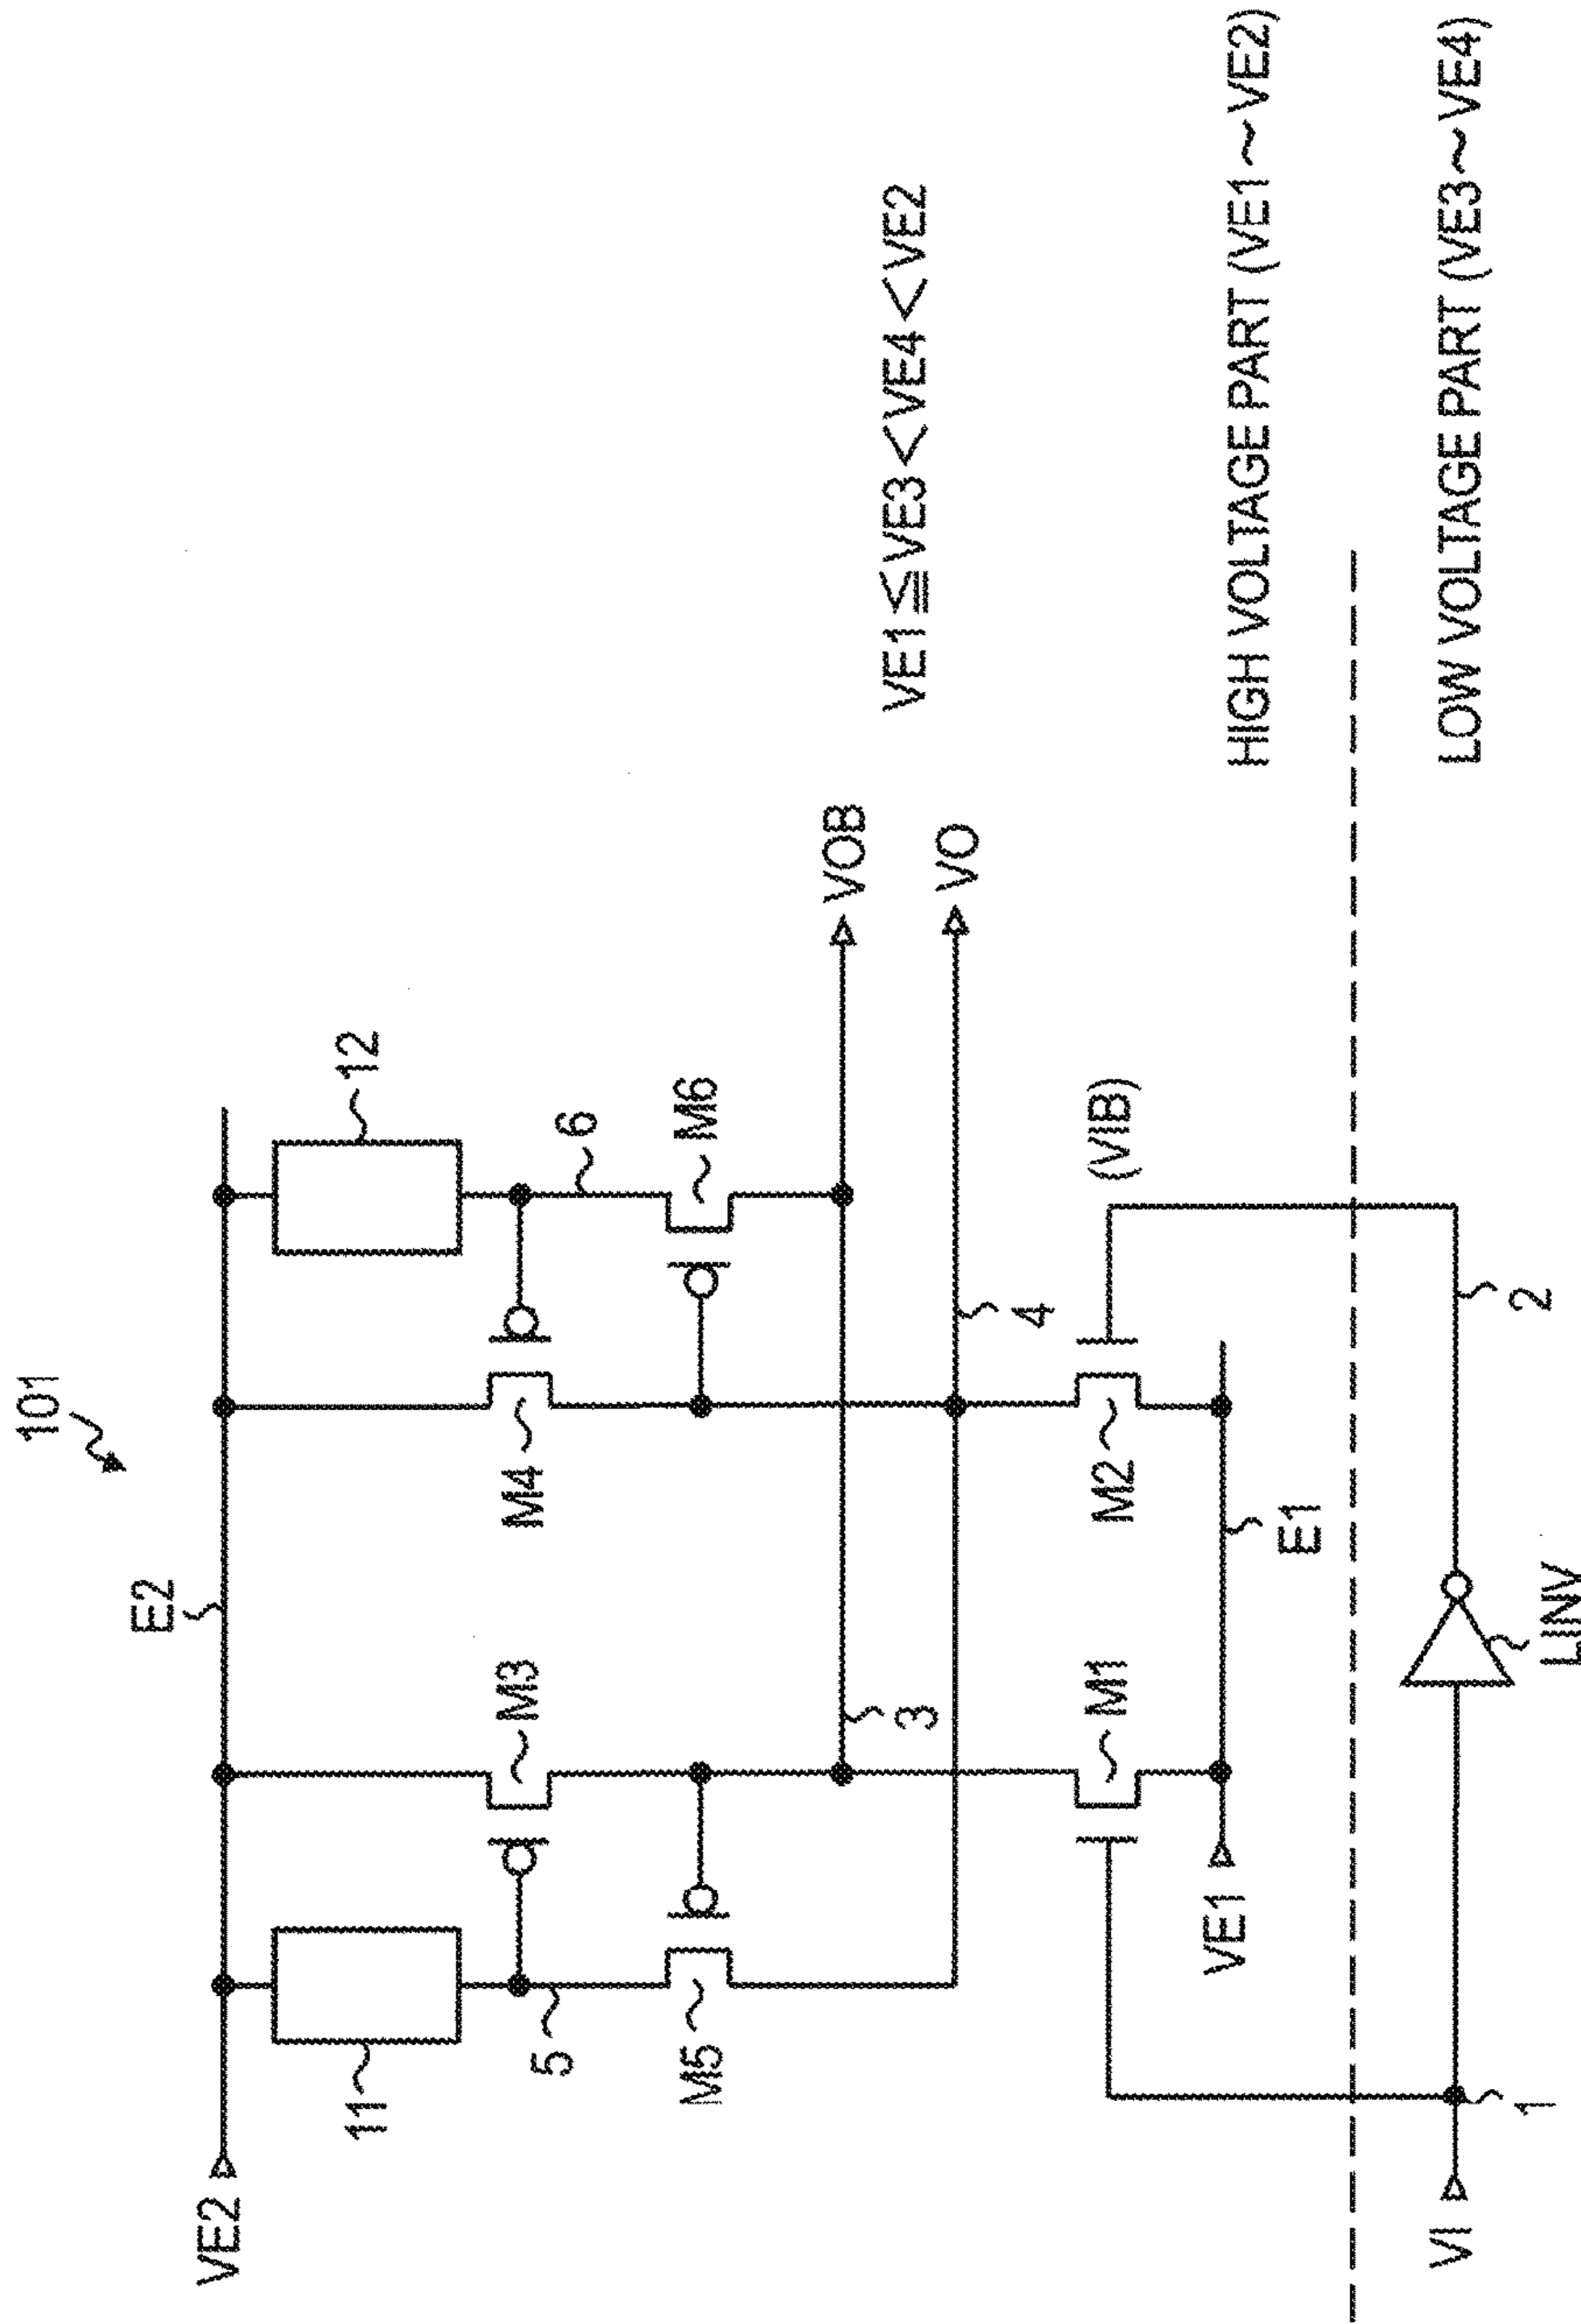 101
VE2
E2
11
12
M3
M4
5
6
M5
M6
VOB
3
VO
4
VE1≦VE3<VE4<VE2
M1
M2
(VIB)
VE1
E1
HIGH VOLTAGE PART (VE1~VE2)
LOW VOLTAGE PART (VE3~VE4)
VI
1
LINV
2